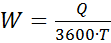 W = Q / 3600·T